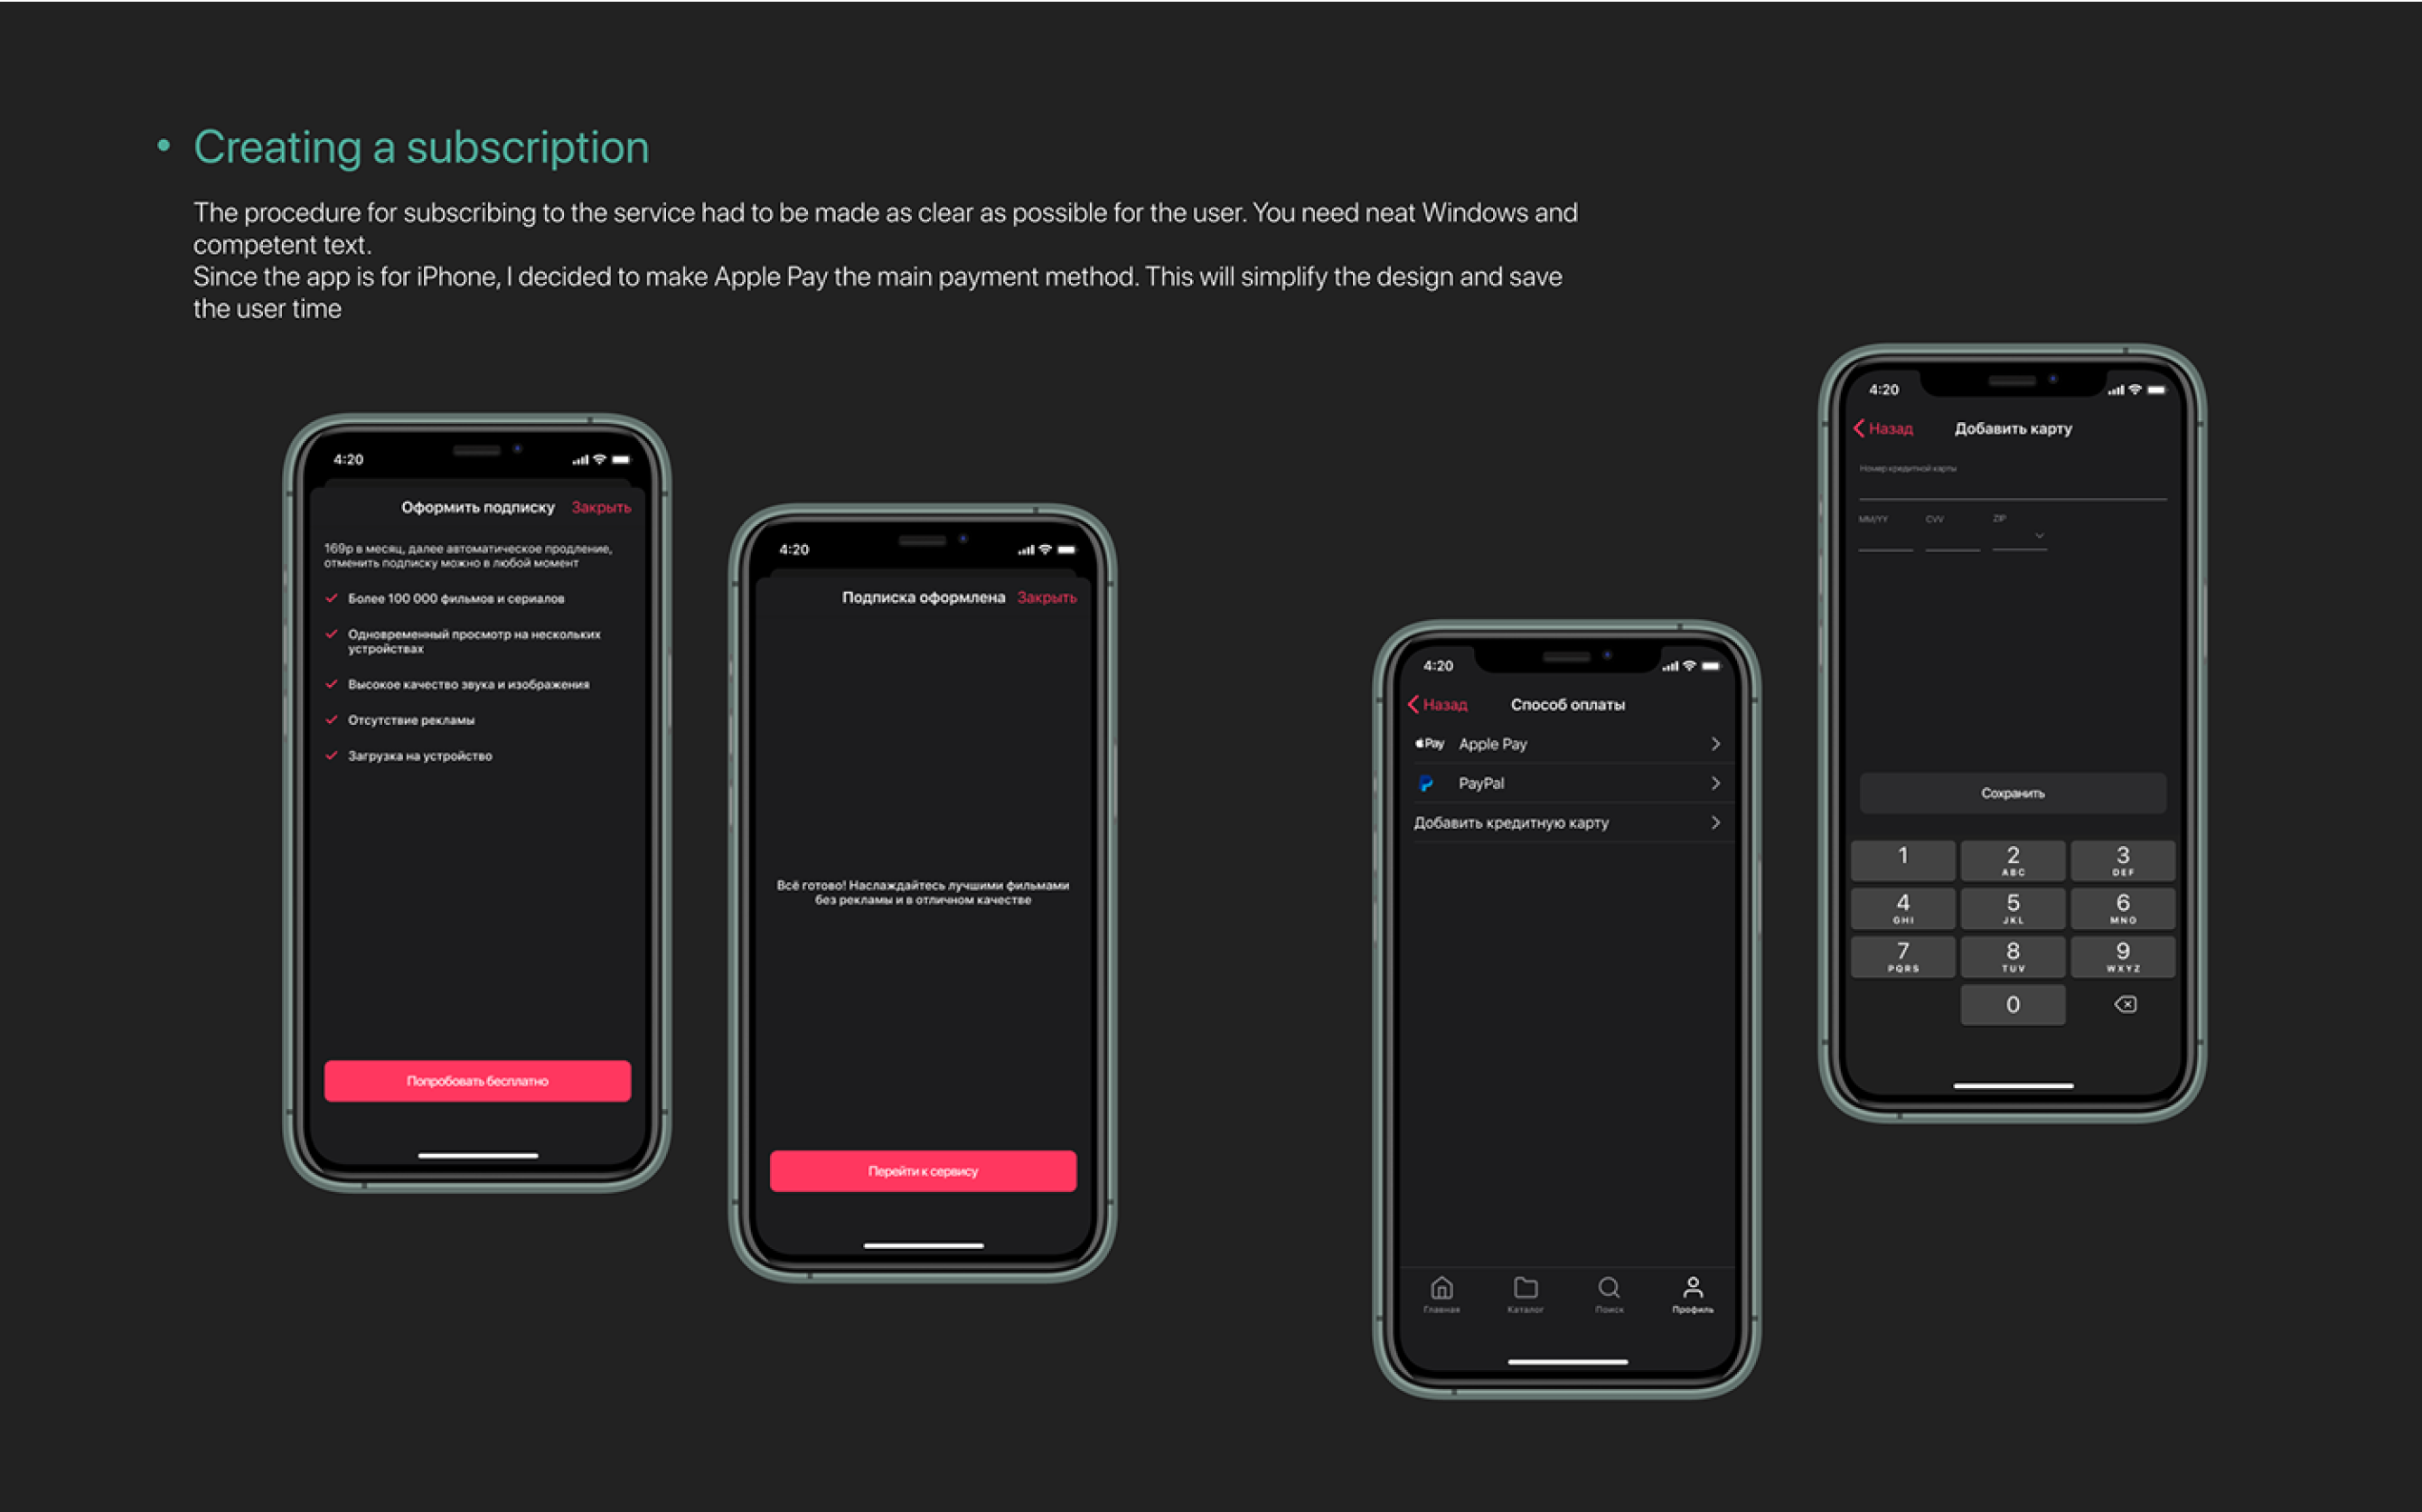 • Creating a subscription
The procedure for subscribing to the service had to be made as clear as possible for the user. You need neat Windows and
competent text.
Since the app is for iPhone, I decided to make Apple Pay the main payment method. This will simplify the design and save
the user time
4:20
Оформить подписку Закрыть
169р в месяц, далее автоматическое продление,
отменить подписку можно в любой момент
Более 100 000 фильмов и сериалов
Одновременный просмотр на нескольких
устройствах
Высокое качество звука и изображения
Отсутствие рекламы
Загрузка на устройство
Попробовать бесплатно
4:20
Подписка оформлена Закрыть
Всё готово! Наслаждайтесь лучшими фильмами
без рекламы и в отличном качестве
Перейти к сервису
4:20
Назад Способ оплаты
Pay Apple Pay
PayPal
Добавить кредитную карту
Главная Каталог Поиск Профиль
4:20
Назад Добавить карту
Номер кредитной карты
MM/YY CVV ZIP
Сохранить
1 2 3
ABC DEF
4 5 6
GHI JKL MNO
7 8 9
PQRS TUV WXYZ
0